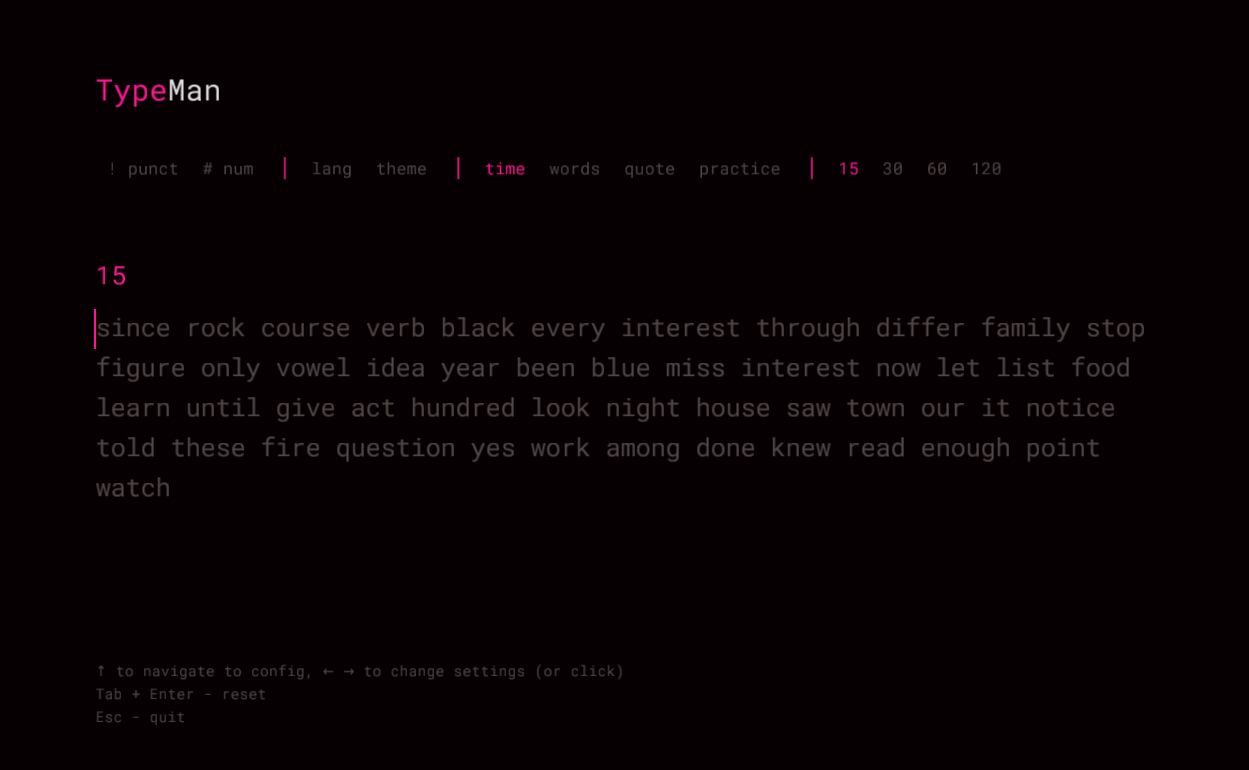 TypeMan
! punct # num | lang theme | time words quote practice | 15 30 60 120
15
since rock course verb black every interest through differ family stop
figure only vowel idea year been blue miss interest now let list food
learn until give act hundred look night house saw town our it notice
told these fire question yes work among done knew read enough point
watch
↑ to navigate to config, ← → to change settings (or click)
Tab + Enter - reset
Esc - quit